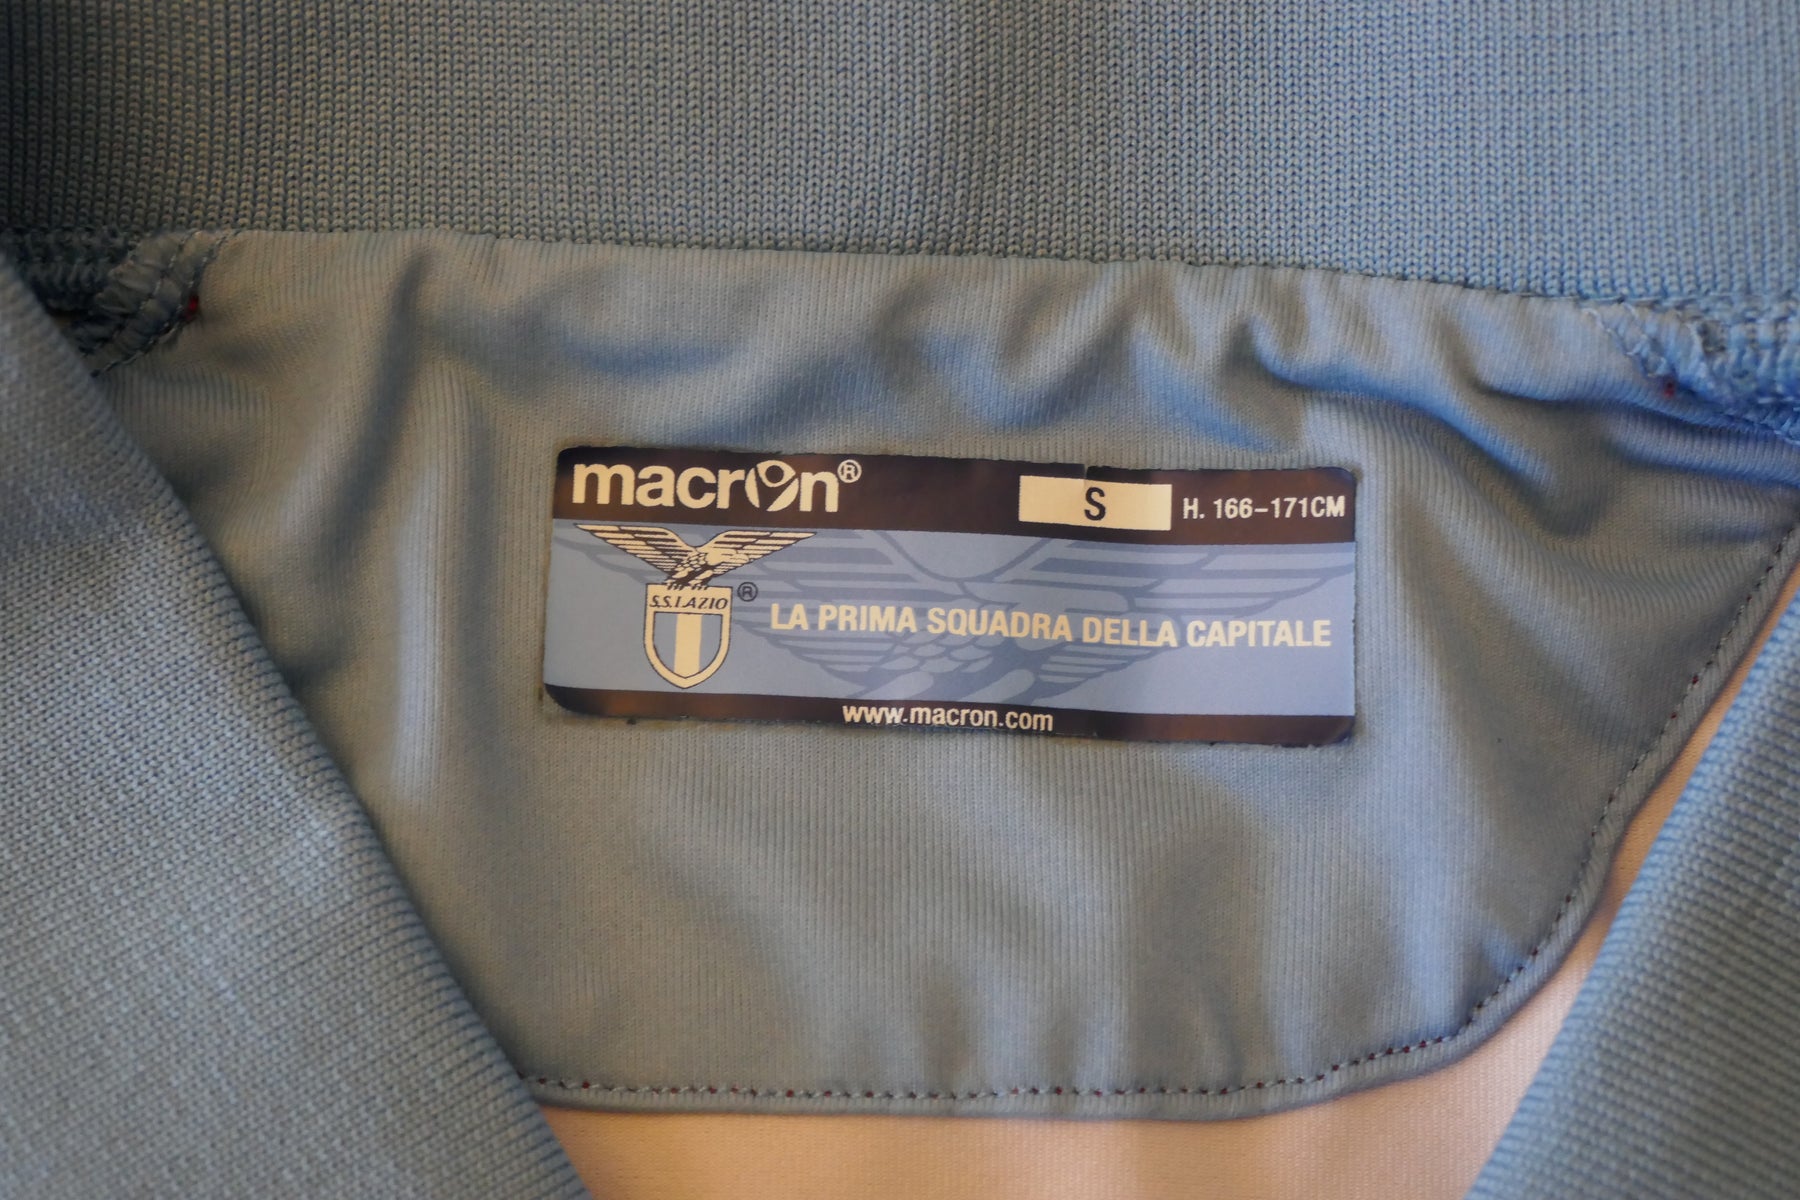 macron®
S H. 166-171CM
S.S.LAZIO ®
LA PRIMA SQUADRA DELLA CAPITALE
www.macron.com